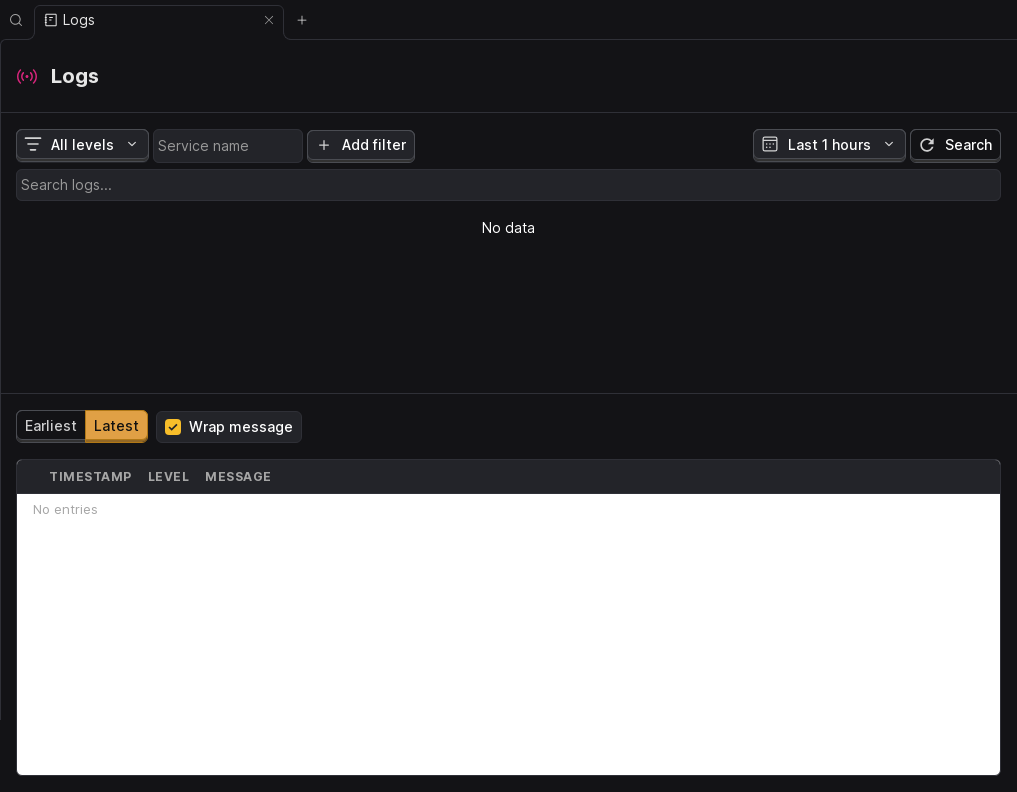 Logs
Logs
All levels
Service name
Add filter
Last 1 hours
Search
Search logs...
No data
Earliest
Latest
Wrap message
TIMESTAMP LEVEL MESSAGE
No entries